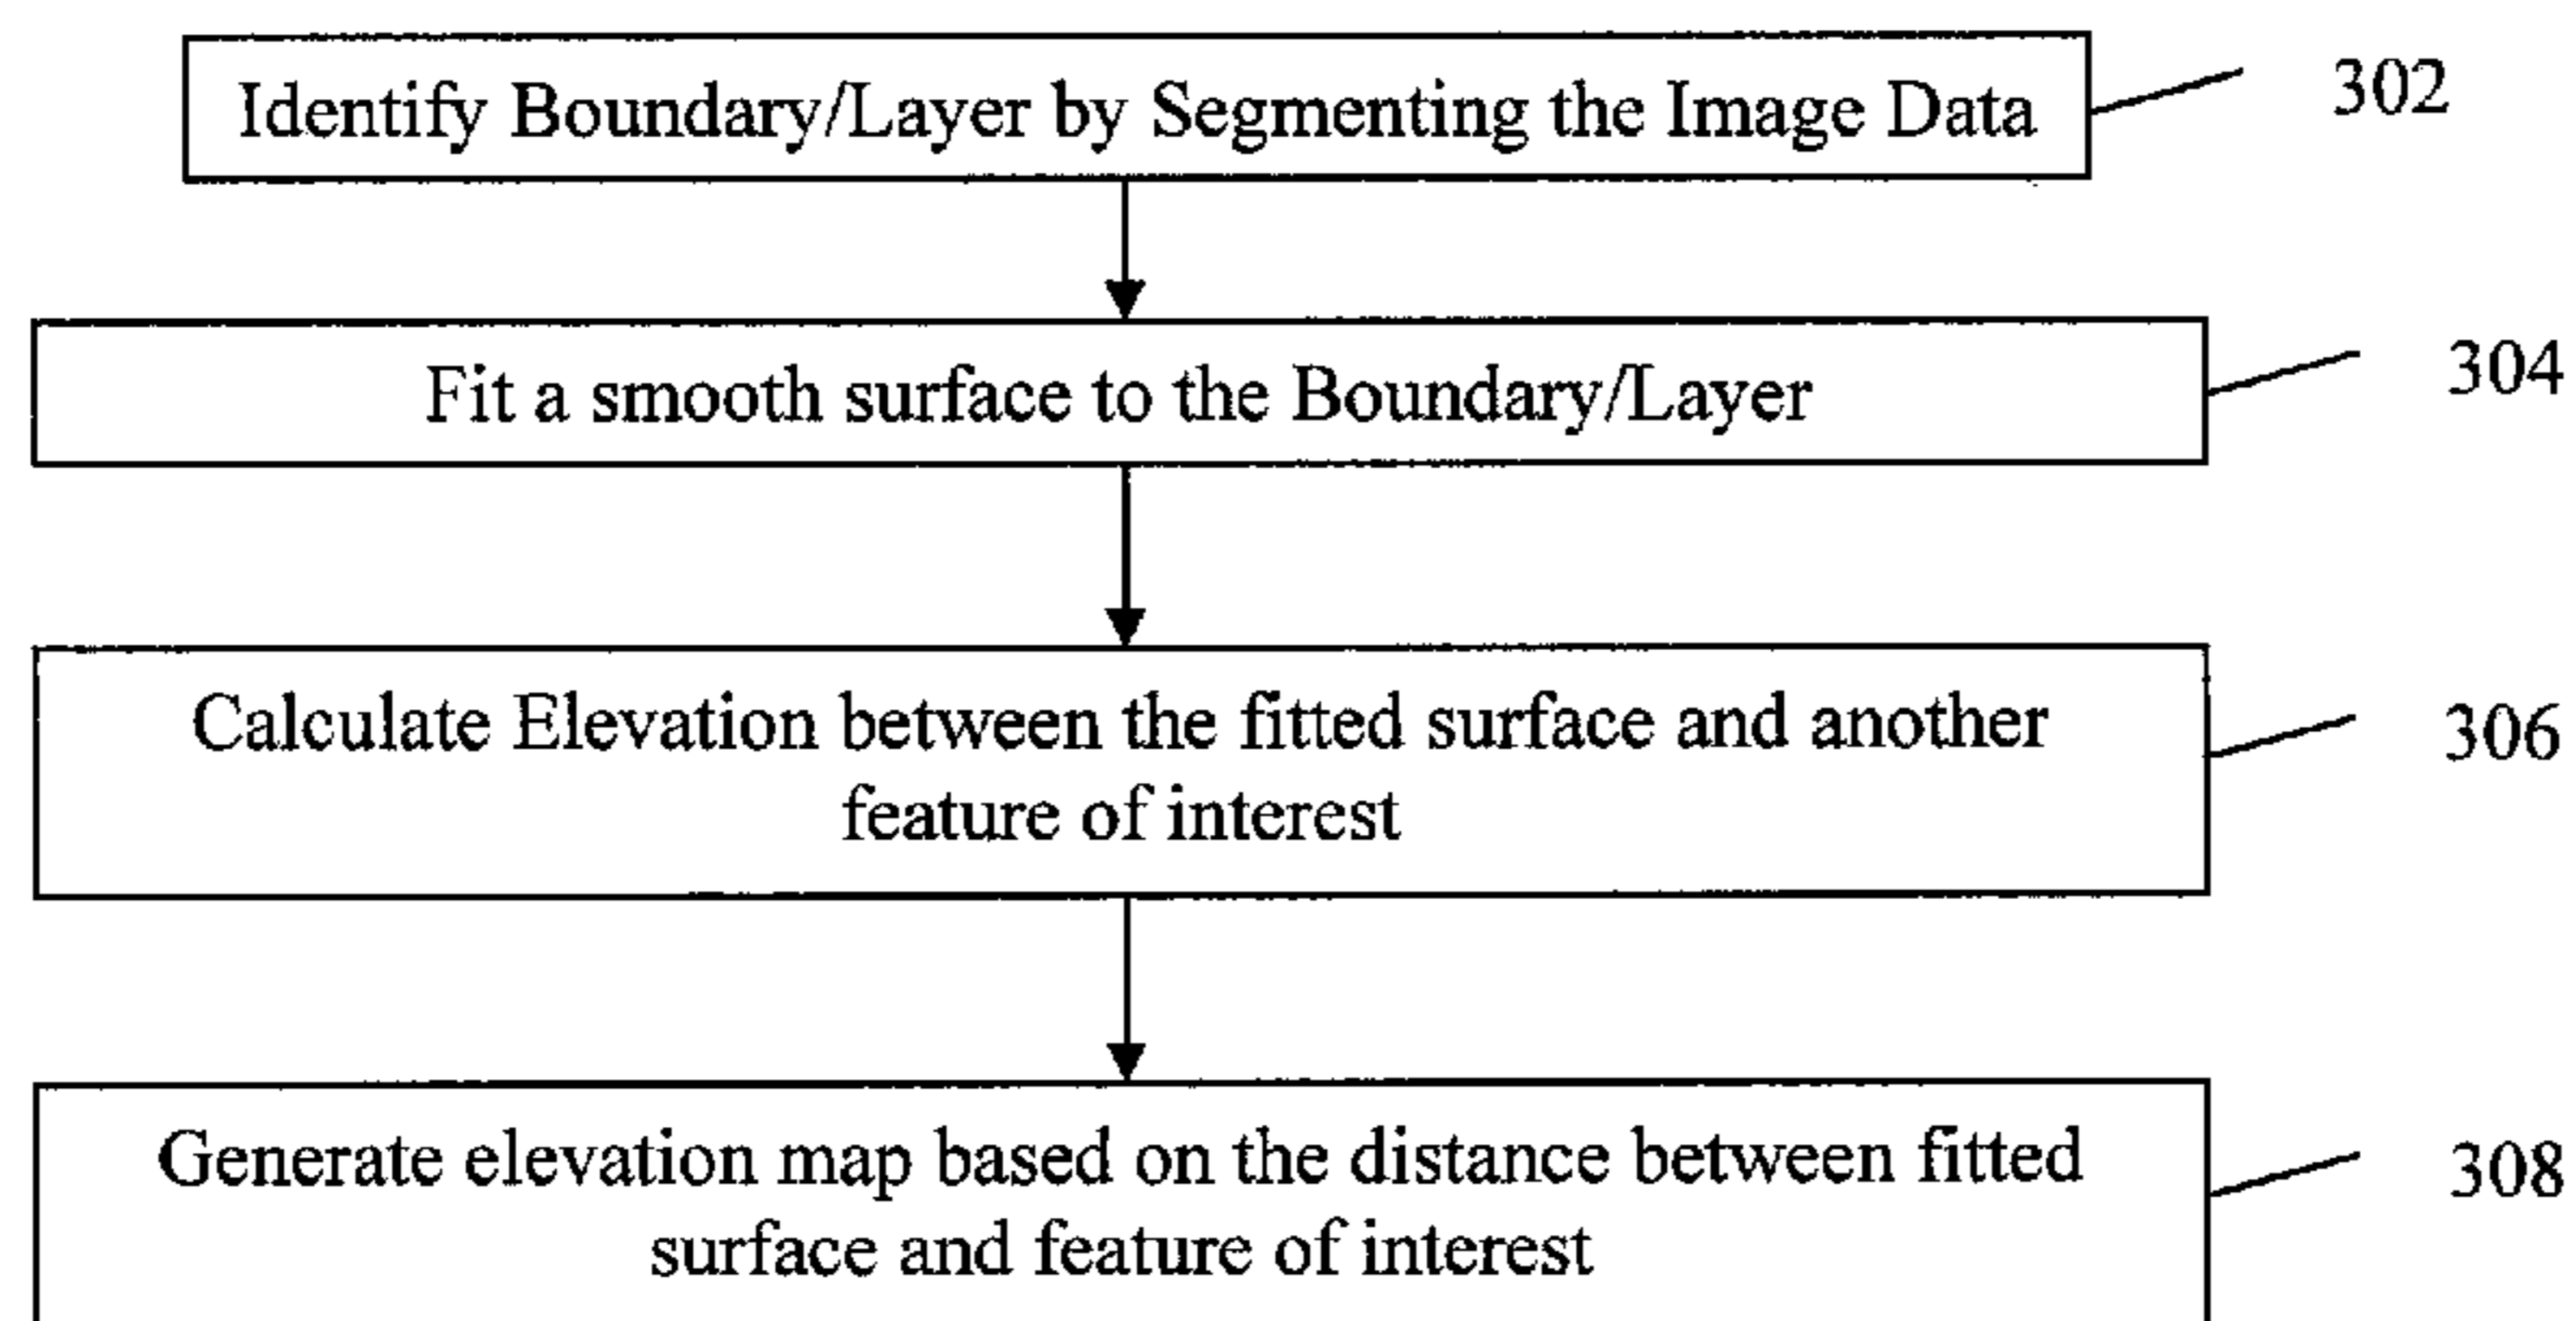 Identify Boundary/Layer by Segmenting the Image Data
302
Fit a smooth surface to the Boundary/Layer
304
Calculate Elevation between the fitted surface and another
feature of interest
306
Generate elevation map based on the distance between fitted
surface and feature of interest
308